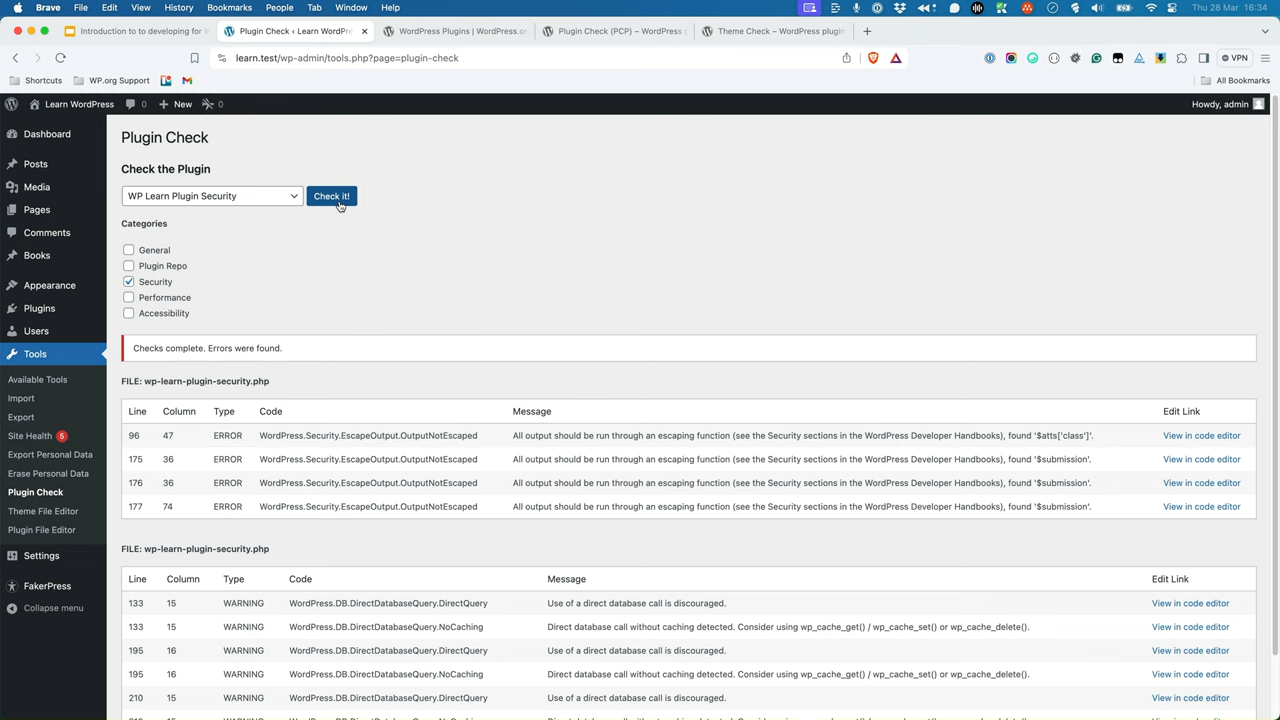 Brave File Edit View History Bookmarks People Tab Window Help Thu 28 Mar 16:34
Introduction to to developing for W
Plugin Check ‹ Learn WordPre
WordPress Plugins | WordPress.co
Plugin Check (PCP) – WordPress p
Theme Check – WordPress plugin
learn.test/wp-admin/tools.php?page=plugin-check
VPN
Shortcuts WP.org Support All Bookmarks
Learn WordPress 0 New 0 Howdy, admin
Dashboard
Posts
Media
Pages
Comments
Books
Appearance
Plugins
Users
Tools
Available Tools
Import
Export
Site Health 5
Export Personal Data
Erase Personal Data
Plugin Check
Theme File Editor
Plugin File Editor
Settings
FakerPress
Collapse menu
Plugin Check
Check the Plugin
WP Learn Plugin Security Check it!
Categories
General
Plugin Repo
Security
Performance
Accessibility
Checks complete. Errors were found.
FILE: wp-learn-plugin-security.php
Line Column Type Code Message Edit Link
96 47 ERROR WordPress.Security.EscapeOutput.OutputNotEscaped All output should be run through an escaping function (see the Security sections in the WordPress Developer Handbooks), found '$atts['class']'. View in code editor
175 36 ERROR WordPress.Security.EscapeOutput.OutputNotEscaped All output should be run through an escaping function (see the Security sections in the WordPress Developer Handbooks), found '$submission'. View in code editor
176 36 ERROR WordPress.Security.EscapeOutput.OutputNotEscaped All output should be run through an escaping function (see the Security sections in the WordPress Developer Handbooks), found '$submission'. View in code editor
177 74 ERROR WordPress.Security.EscapeOutput.OutputNotEscaped All output should be run through an escaping function (see the Security sections in the WordPress Developer Handbooks), found '$submission'. View in code editor
FILE: wp-learn-plugin-security.php
Line Column Type Code Message Edit Link
133 15 WARNING WordPress.DB.DirectDatabaseQuery.DirectQuery Use of a direct database call is discouraged. View in code editor
133 15 WARNING WordPress.DB.DirectDatabaseQuery.NoCaching Direct database call without caching detected. Consider using wp_cache_get() / wp_cache_set() or wp_cache_delete(). View in code editor
195 16 WARNING WordPress.DB.DirectDatabaseQuery.DirectQuery Use of a direct database call is discouraged. View in code editor
195 16 WARNING WordPress.DB.DirectDatabaseQuery.NoCaching Direct database call without caching detected. Consider using wp_cache_get() / wp_cache_set() or wp_cache_delete(). View in code editor
210 15 WARNING WordPress.DB.DirectDatabaseQuery.DirectQuery Use of a direct database call is discouraged. View in code editor